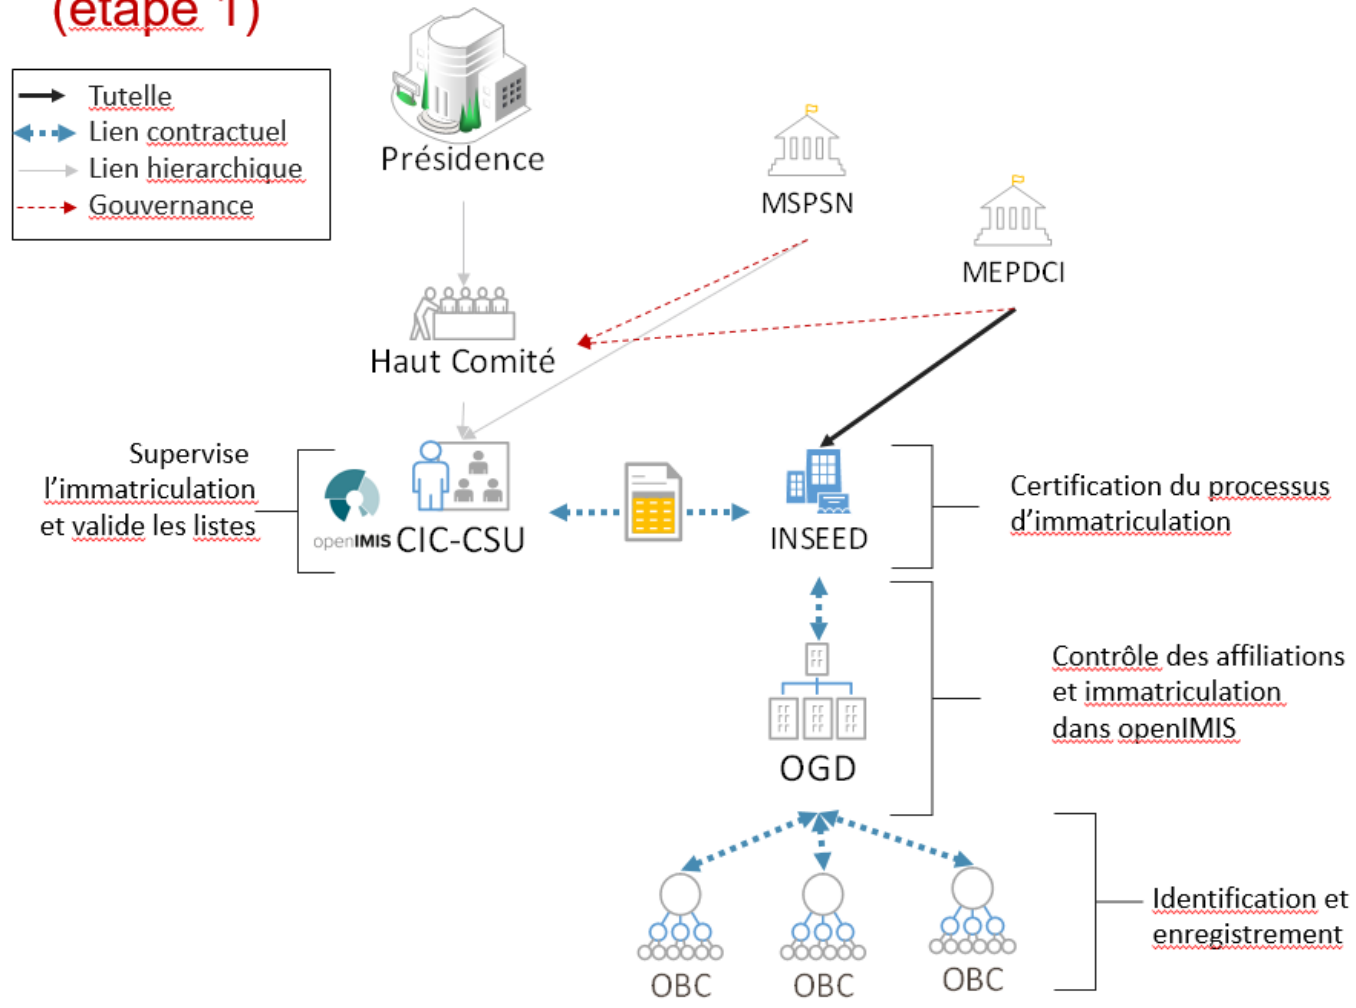 (étape 1)
Tutelle
Lien contractuel
Lien hierarchique
Gouvernance
Présidence
MSPSN
MEPDCI
Haut Comité
Supervise
l’immatriculation
et valide les listes
openIMIS
CIC-CSU
INSEED
Certification du processus
d’immatriculation
Contrôle des affiliations
et immatriculation
dans openIMIS
OGD
Identification et
enregistrement
OBC
OBC
OBC